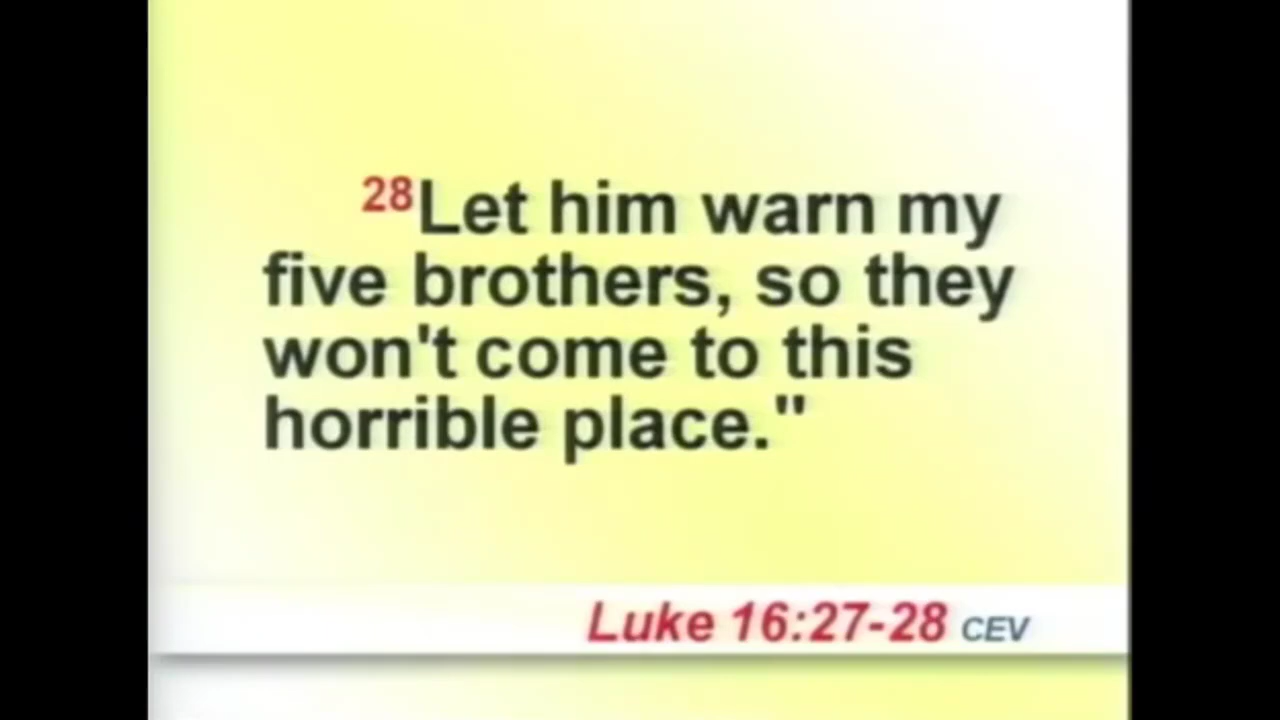 28Let him warn my
five brothers, so they
won't come to this
horrible place."
Luke 16:27-28 CEV